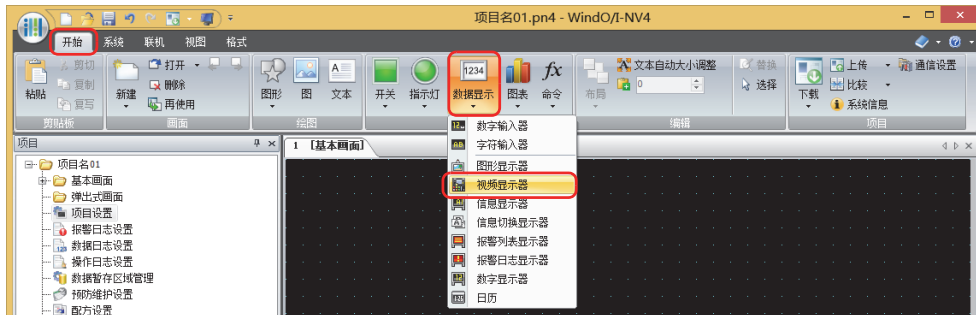 项目名01.pn4 - WindO/I-NV4
开始 系统 联机 视图 格式
粘贴 剪切 复制 复写 剪贴板
新建 打开 删除 再使用 画面
图形 图 文本 绘图
开关 指示灯 1234 数据显示 图表 fx 命令
布局 文本自动大小调整 0 替换 选择 编辑
下载 上传 比较 系统信息 通信设置 项目
项目
项目名01
基本画面
弹出式画面
项目设置
报警日志设置
数据日志设置
操作日志设置
数据暂存区域管理
预防维护设置
配方设置
1 [基本画面]
数字输入器
字符输入器
图形显示器
视频显示器
信息显示器
信息切换显示器
报警列表显示器
报警日志显示器
数字显示器
日历